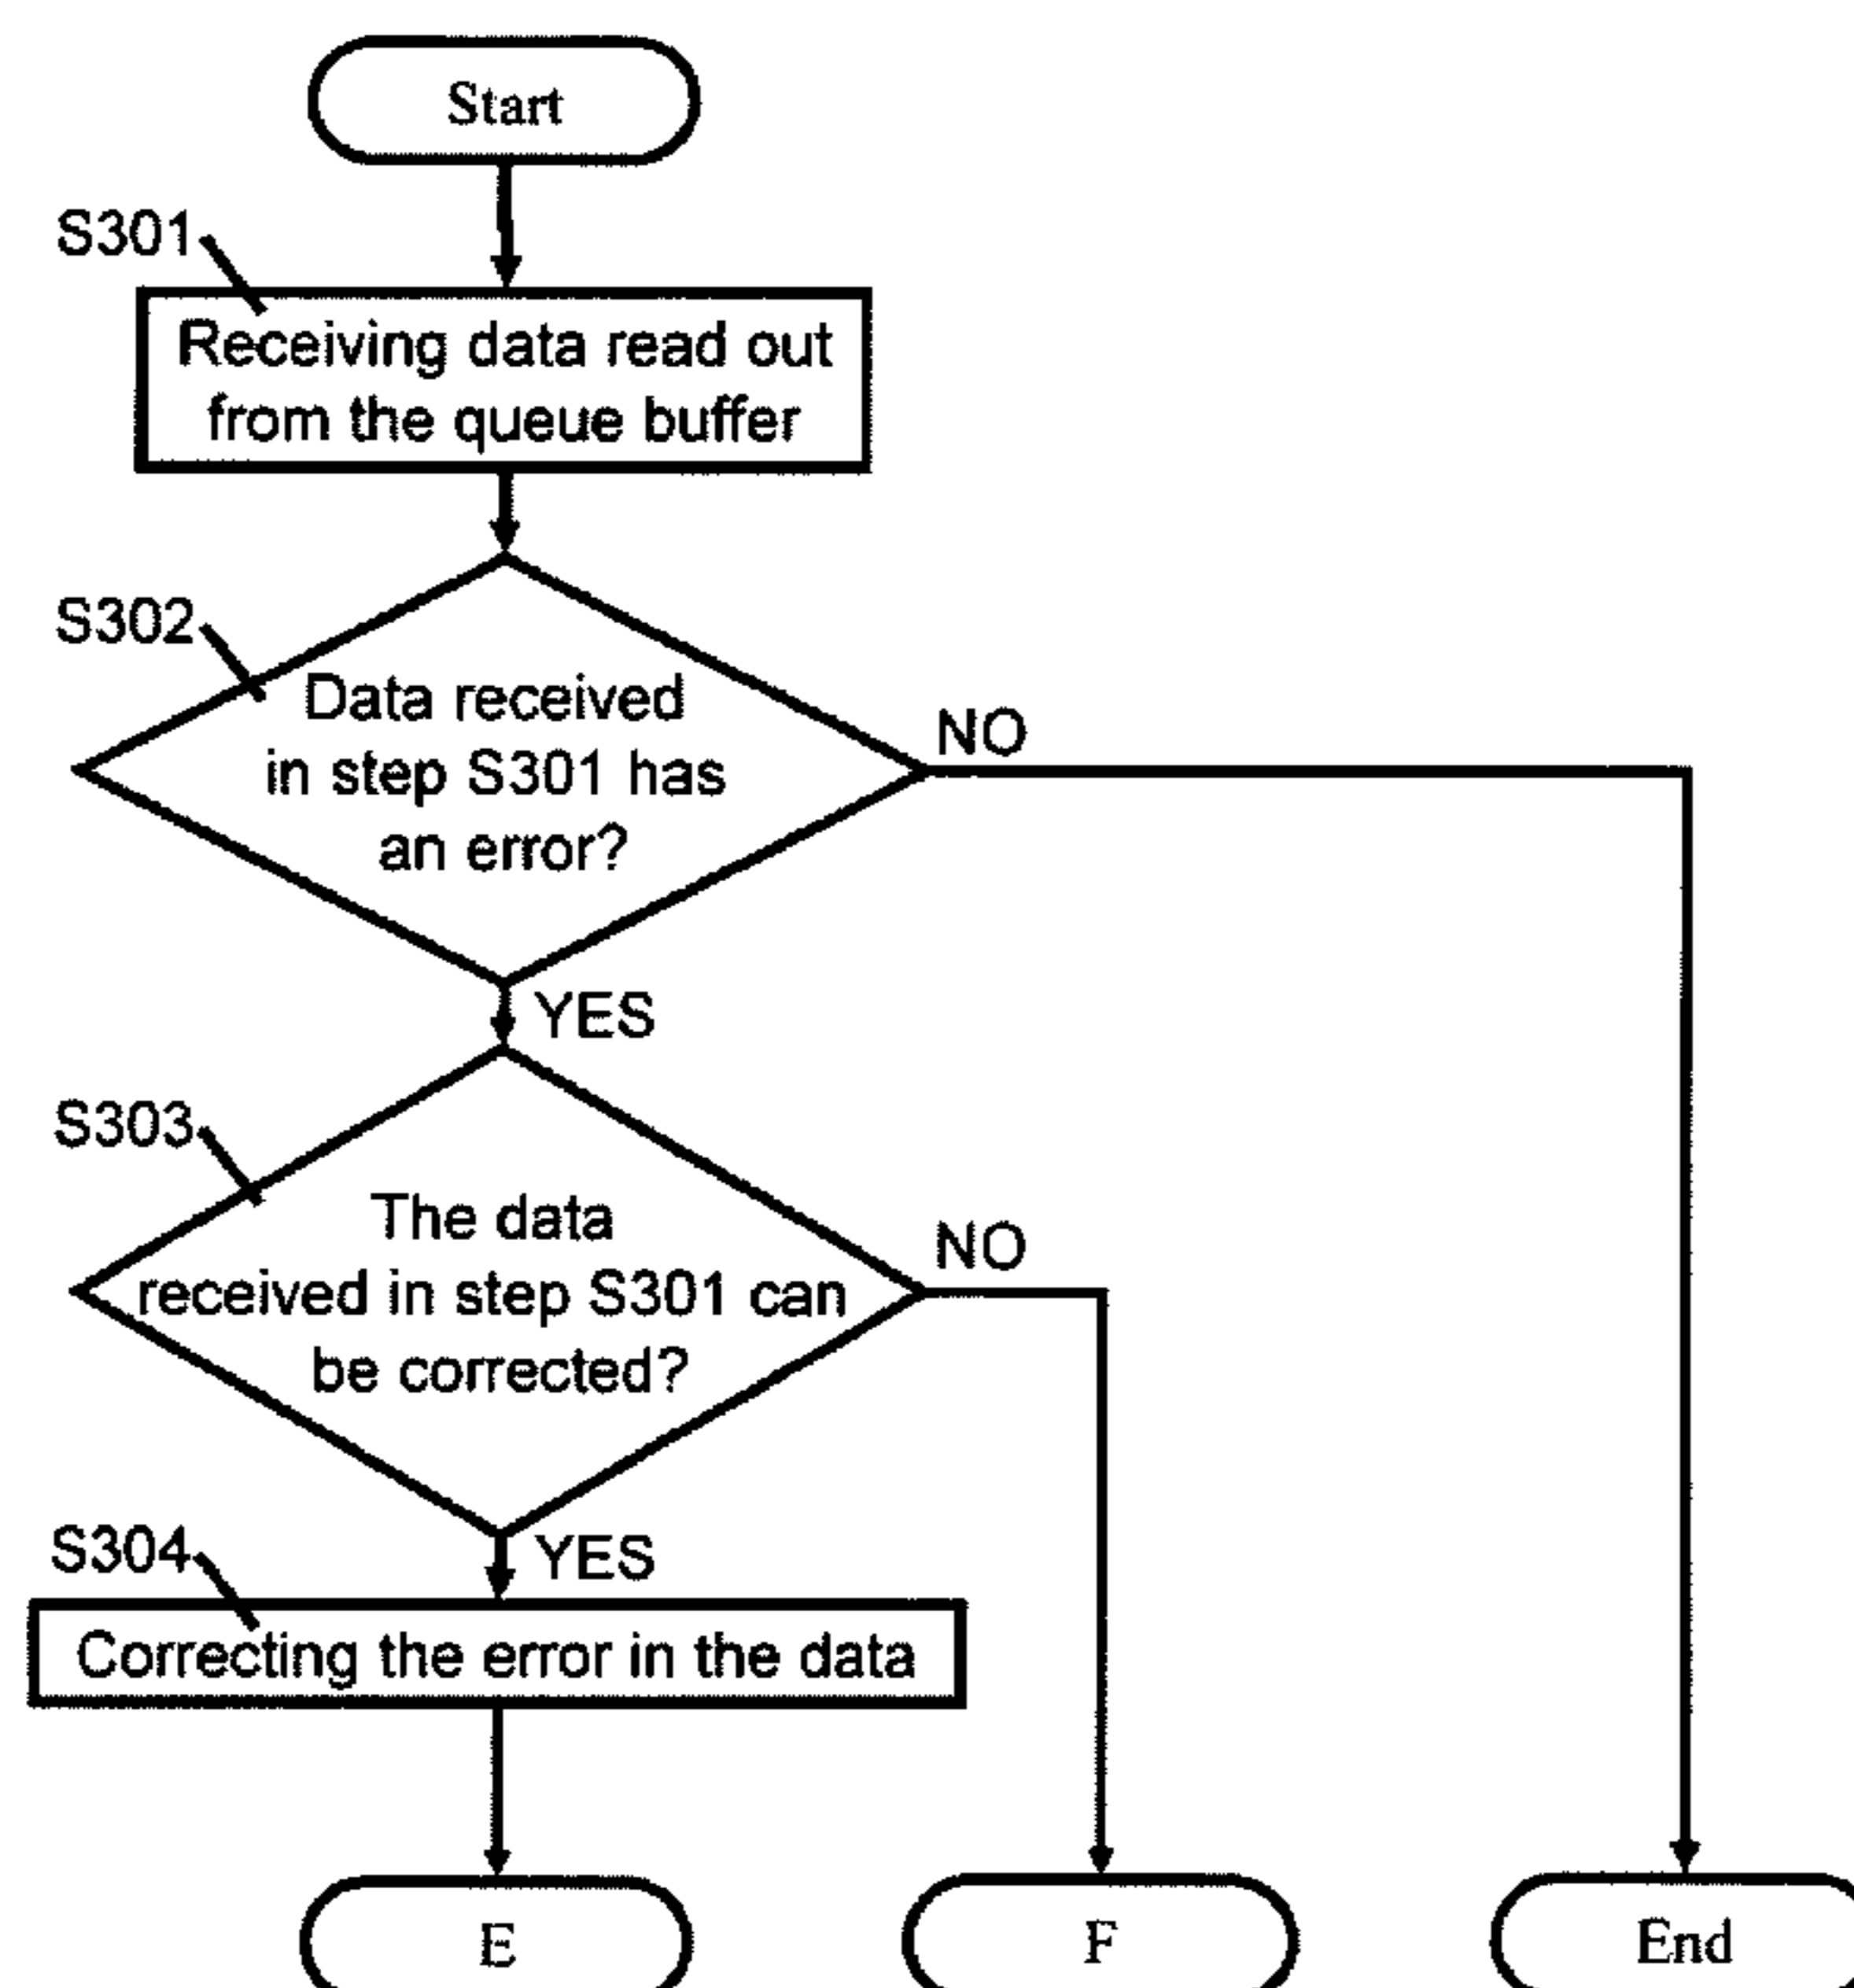 Start
S301
Receiving data read out
from the queue buffer
S302
Data received
in step S301 has
an error?
NO
YES
S303
The data
received in step S301 can
be corrected?
NO
YES
S304
Correcting the error in the data
E
F
End